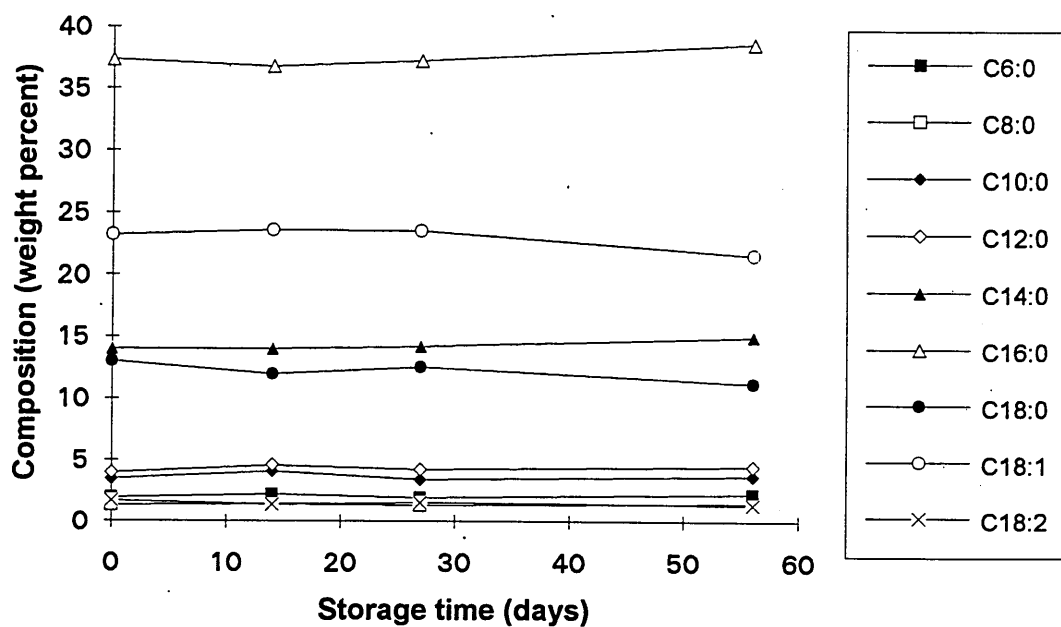 40
35
30
25
20
15
10
5
0
Composition (weight percent)
0 10 20 30 40 50 60
Storage time (days)
C6:0
C8:0
C10:0
C12:0
C14:0
C16:0
C18:0
C18:1
C18:2